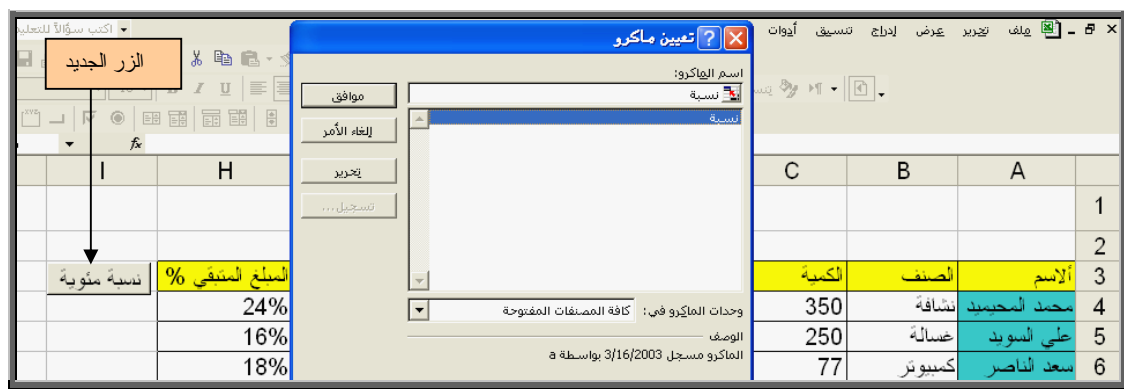 ملف تحرير عرض إدراج تنسيق أدوات
اكتب سؤالاً للتعليم
الزر الجديد
تعيين ماكرو
اسم الماكرو:
نسبة
نسبة
موافق
إلغاء الأمر
تحرير
تسجيل...
وحدات الماكرو في: كافة المصنفات المفتوحة
الوصف
الماكرو مسجل 3/16/2003 بواسطة a
I U
fx
A B C H I
1
2
3 ألاسم الصنف الكمية المبلغ المتبقي % نسبة مئوية
4 محمد المحيميد نشافة 350 24%
5 علي السويد غسالة 250 16%
6 سعد الناصر كمبيوتر 77 18%